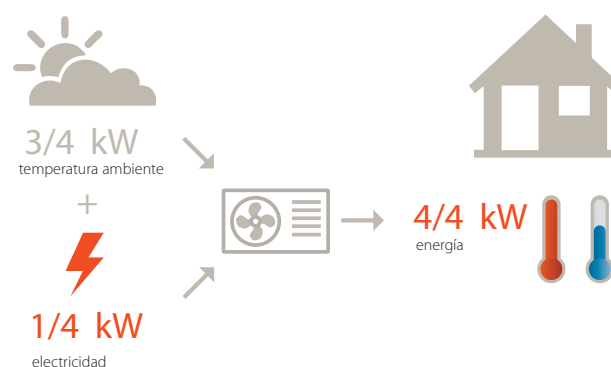 3/4 kW
temperatura ambiente
+
1/4 kW
electricidad
4/4 kW
energía